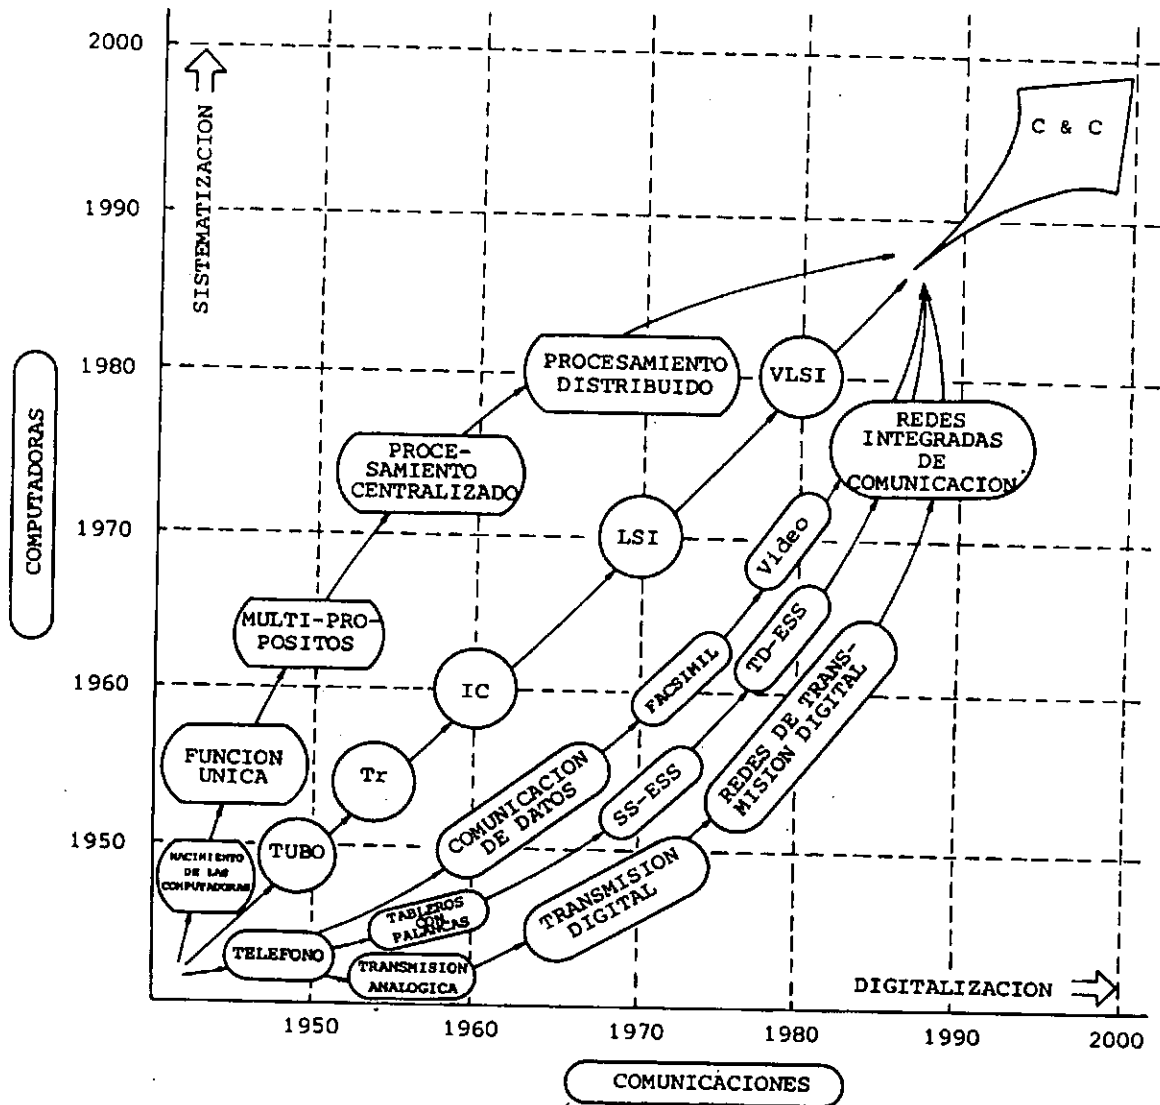 2000
SISTEMATIZACION
C & C
1990
1980
PROCESAMIENTO
DISTRIBUIDO
VLSI
REDES
INTEGRADAS
DE
COMUNICACION
PROCE-
SAMIENTO
CENTRALIZADO
COMPUTADORAS
1970
LSI
Video
MULTI-PRO-
POSITOS
TD-ESS
1960
IC
FACSIMIL
REDES DE TRANS-
MISION DIGITAL
FUNCION
UNICA
Tr
COMUNICACION
DE DATOS
SS-ESS
1950
TUBO
NACIMIENTO
DE LAS
COMPUTADORAS
TRANSMISION
DIGITAL
TABLEROS
CON
PALANCAS
TELEFONO
TRANSMISION
ANALOGICA
DIGITALIZACION
1950
1960
1970
1980
1990
2000
COMUNICACIONES